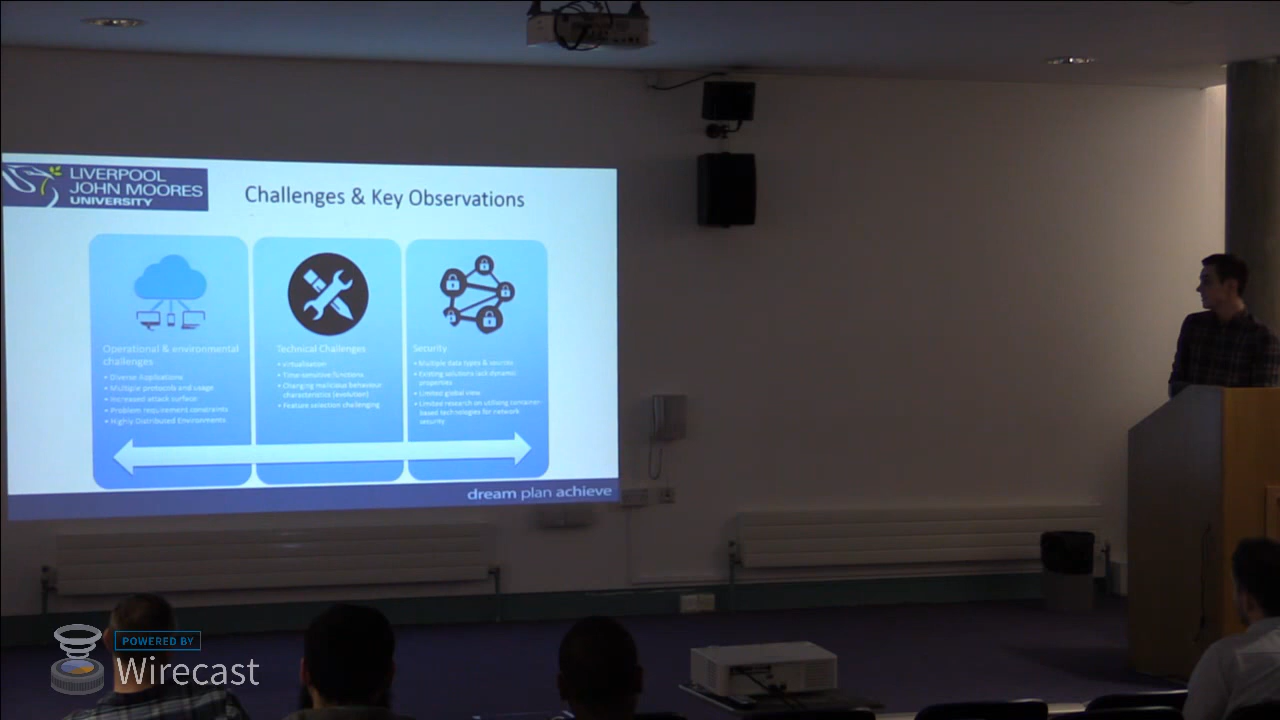 LIVERPOOL
JOHN MOORES
UNIVERSITY
Challenges & Key Observations
Operational & environmental
challenges
• Diverse Applications
• Multiple protocols and usage
• Increased attack surface
• Problem requirement constraints
• Highly Distributed Environments
Technical Challenges
• virtualisation
• Time-sensitive functions
• Changing malicious behaviour
characteristics (evolution)
• Feature selection challenging
Security
• Multiple data types & sources
• Existing solutions lack dynamic
properties
• Limited global view
• Limited research on utilising container-
based technologies for network
security
dream plan achieve
POWERED BY
Wirecast